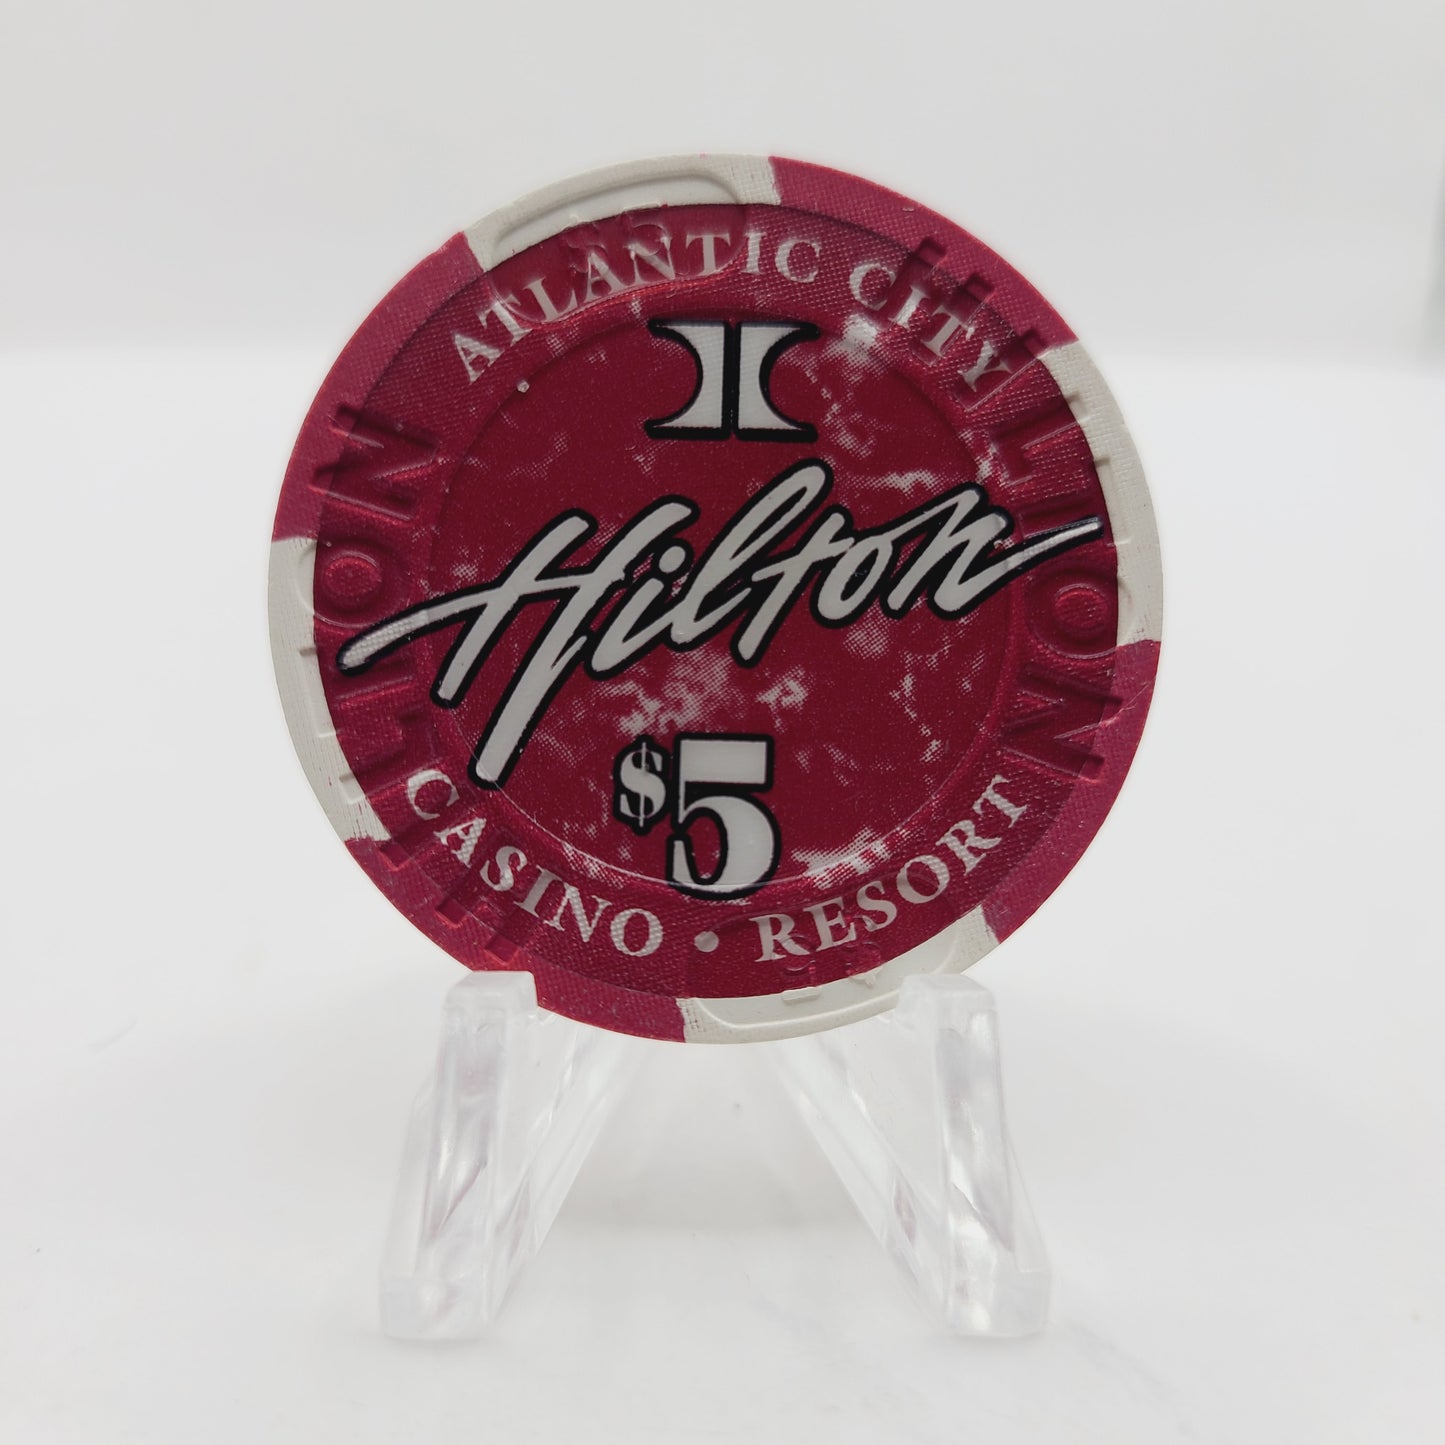 ATLANTIC CITY
Hilton
$5
CASINO • RESORT
HILTON
HILTON